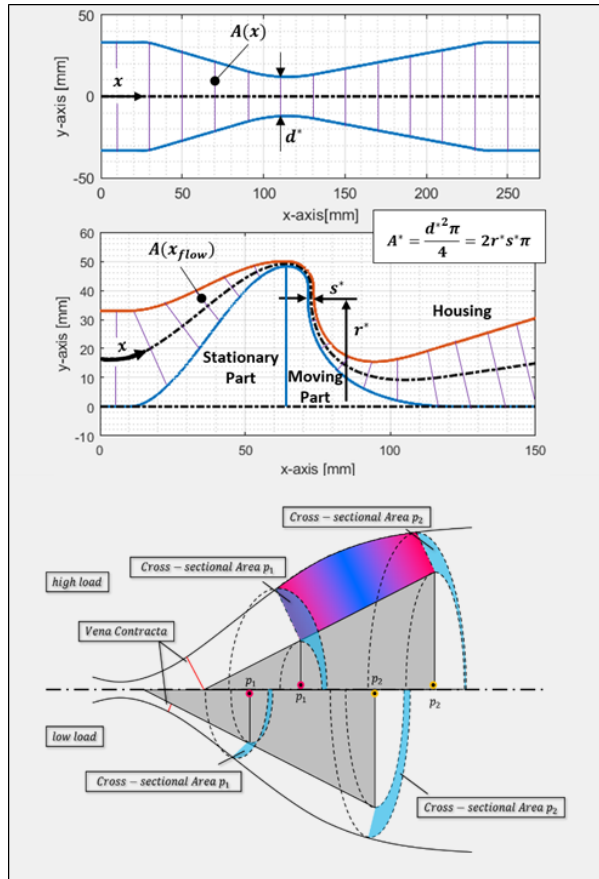 50
0
-50
y-axis [mm]
A(x)
x
d*
0
50
100
150
200
250
x-axis[mm]
A* = d*²π/4 = 2r*s*π
60
50
40
30
20
10
0
-10
y-axis [mm]
A(x_flow)
s*
Housing
r*
x
Stationary
Part
Moving
Part
0
50
100
150
x-axis [mm]
Cross - sectional Area p₂
Cross - sectional Area p₁
high load
Vena Contracta
p₁
p₁
p₂
p₂
low load
Cross - sectional Area p₁
Cross - sectional Area p₂